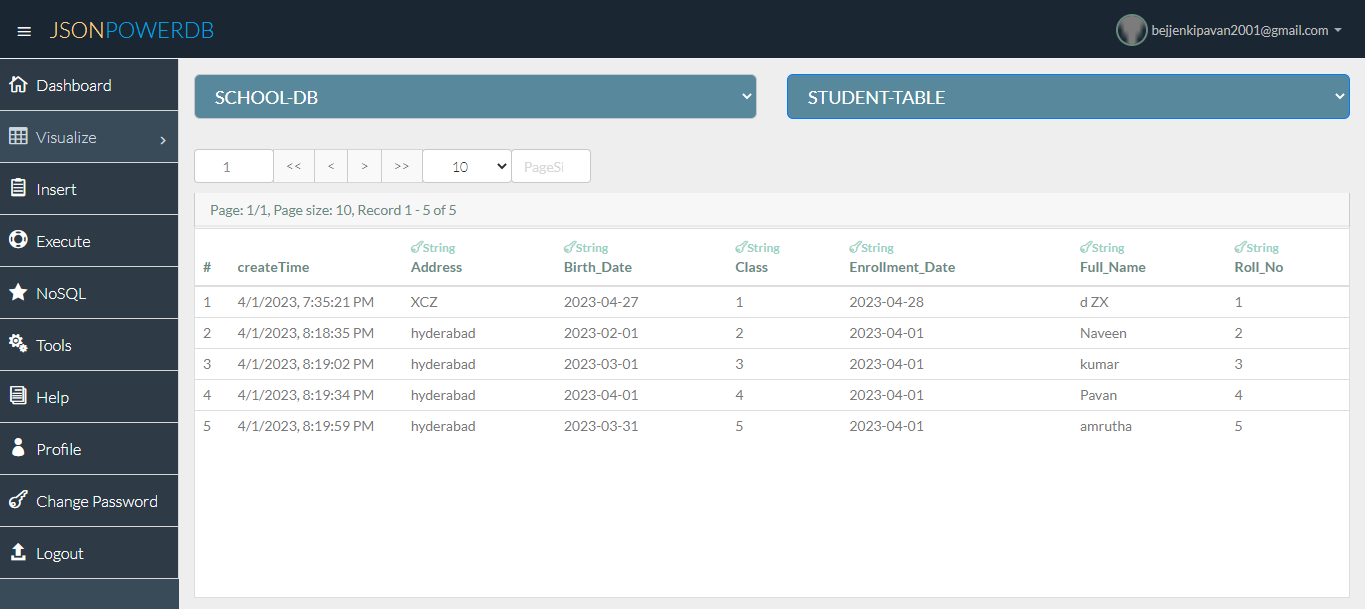 JSONPOWERDB
bejjenkipavan2001@gmail.com
Dashboard
Visualize
Insert
Execute
NoSQL
Tools
Help
Profile
Change Password
Logout
SCHOOL-DB
STUDENT-TABLE
1 << < > >> 10 PageSi
Page: 1/1, Page size: 10, Record 1 - 5 of 5
String String String String String String
# createTime Address Birth_Date Class Enrollment_Date Full_Name Roll_No
1 4/1/2023, 7:35:21 PM XCZ 2023-04-27 1 2023-04-28 d ZX 1
2 4/1/2023, 8:18:35 PM hyderabad 2023-02-01 2 2023-04-01 Naveen 2
3 4/1/2023, 8:19:02 PM hyderabad 2023-03-01 3 2023-04-01 kumar 3
4 4/1/2023, 8:19:34 PM hyderabad 2023-04-01 4 2023-04-01 Pavan 4
5 4/1/2023, 8:19:59 PM hyderabad 2023-03-31 5 2023-04-01 amrutha 5